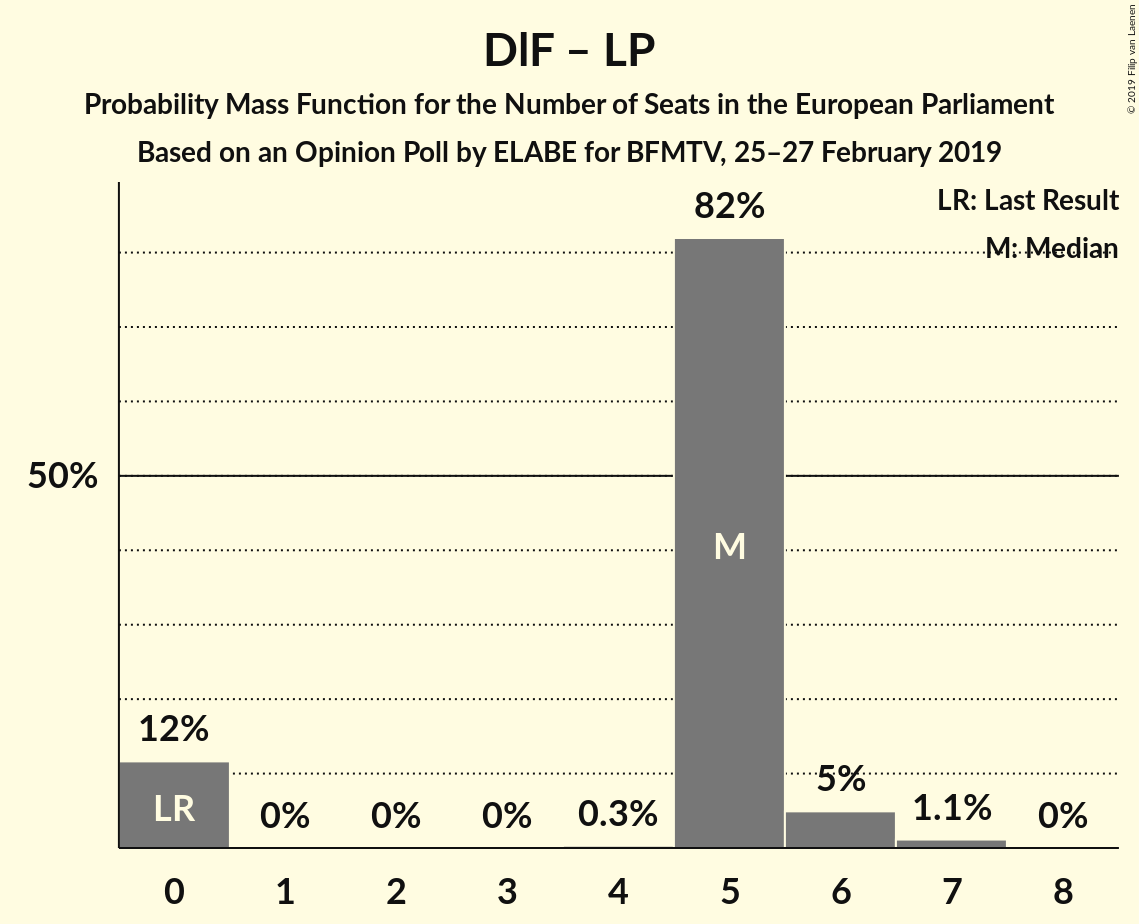 DlF – LP
Probability Mass Function for the Number of Seats in the European Parliament
Based on an Opinion Poll by ELABE for BFMTV, 25–27 February 2019
© 2019 Filip van Laenen
LR: Last Result
M: Median
82%
50%
M
12%
LR
0%
0%
0%
0.3%
5%
1.1%
0%
0 1 2 3 4 5 6 7 8